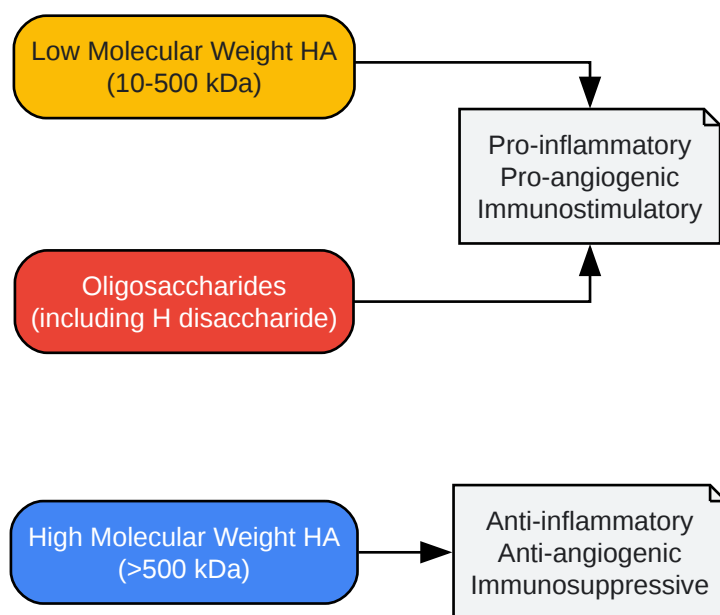 Low Molecular Weight HA
(10-500 kDa)
Pro-inflammatory
Pro-angiogenic
Immunostimulatory
Oligosaccharides
(including H disaccharide)
High Molecular Weight HA
(>500 kDa)
Anti-inflammatory
Anti-angiogenic
Immunosuppressive